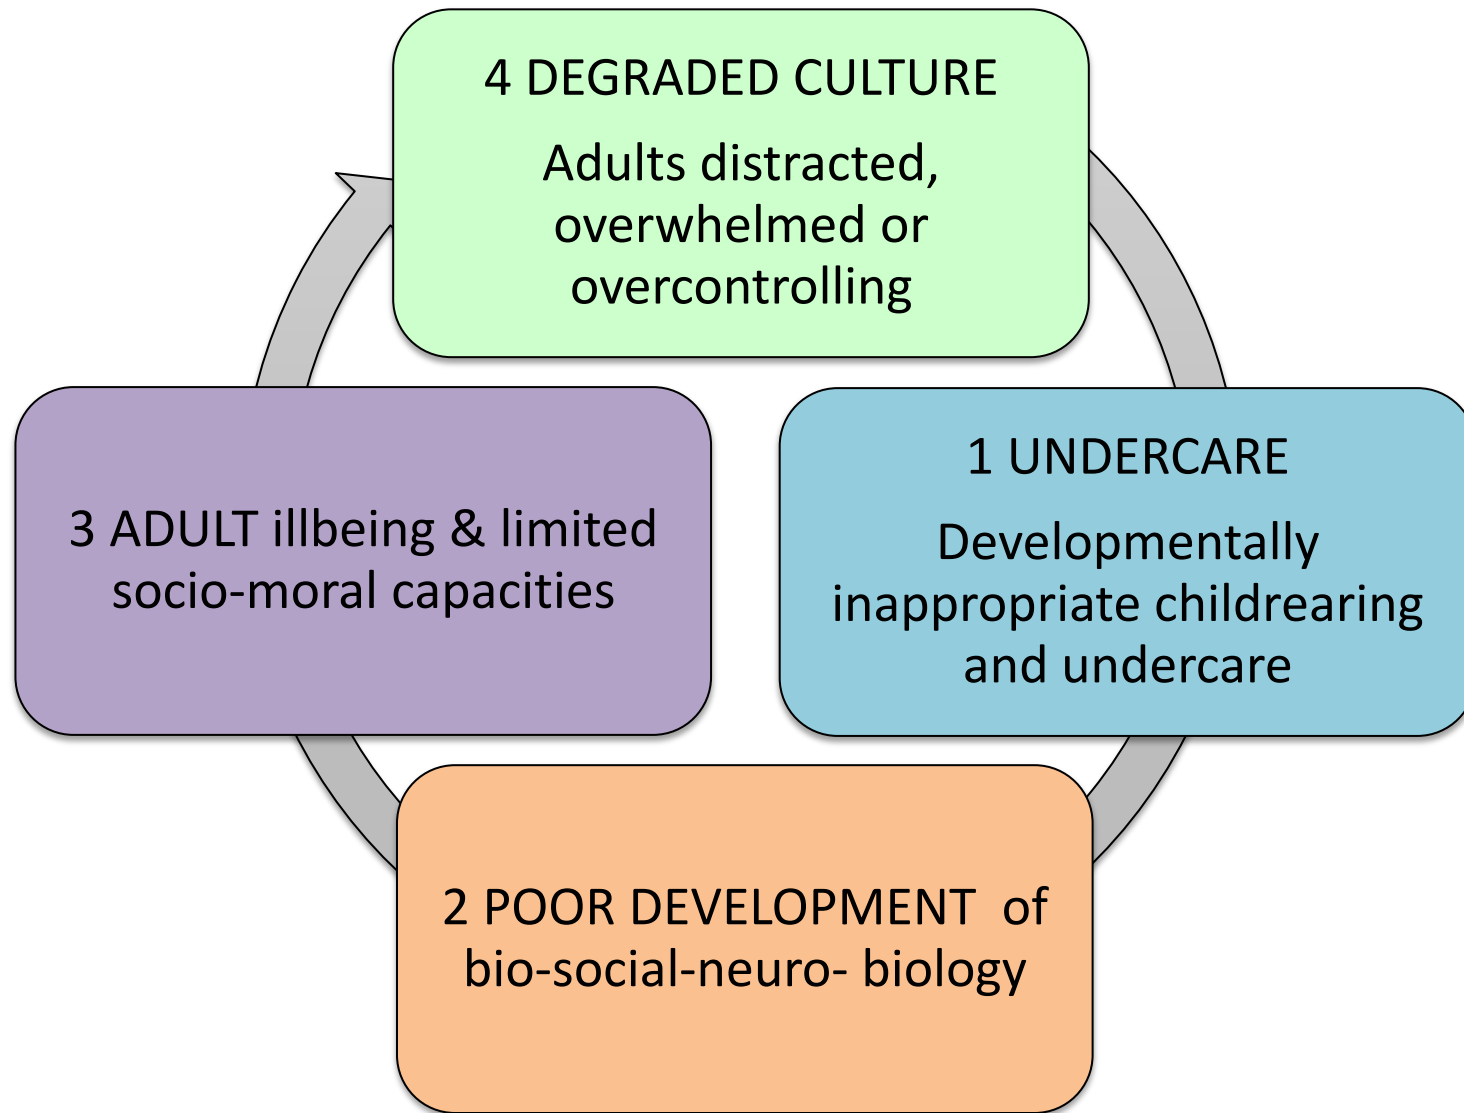 4 DEGRADED CULTURE
Adults distracted,
overwhelmed or
overcontrolling
3 ADULT illbeing & limited
socio-moral capacities
1 UNDERCARE
Developmentally
inappropriate childrearing
and undercare
2 POOR DEVELOPMENT  of
bio-social-neuro- biology